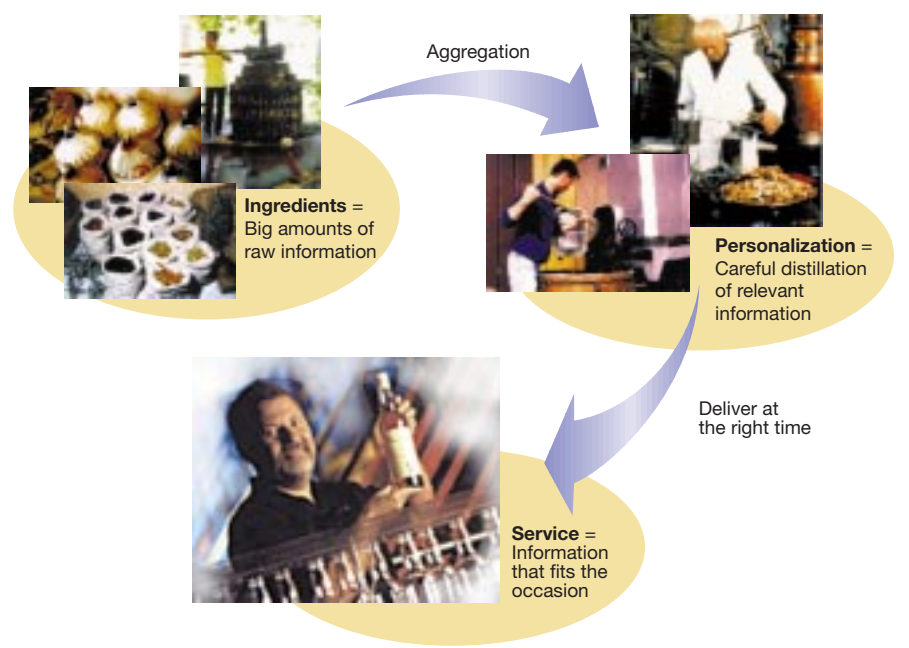 Aggregation
Ingredients =
Big amounts of
raw information
Personalization =
Careful distillation
of relevant
information
Deliver at
the right time
Service =
Information
that fits the
occasion